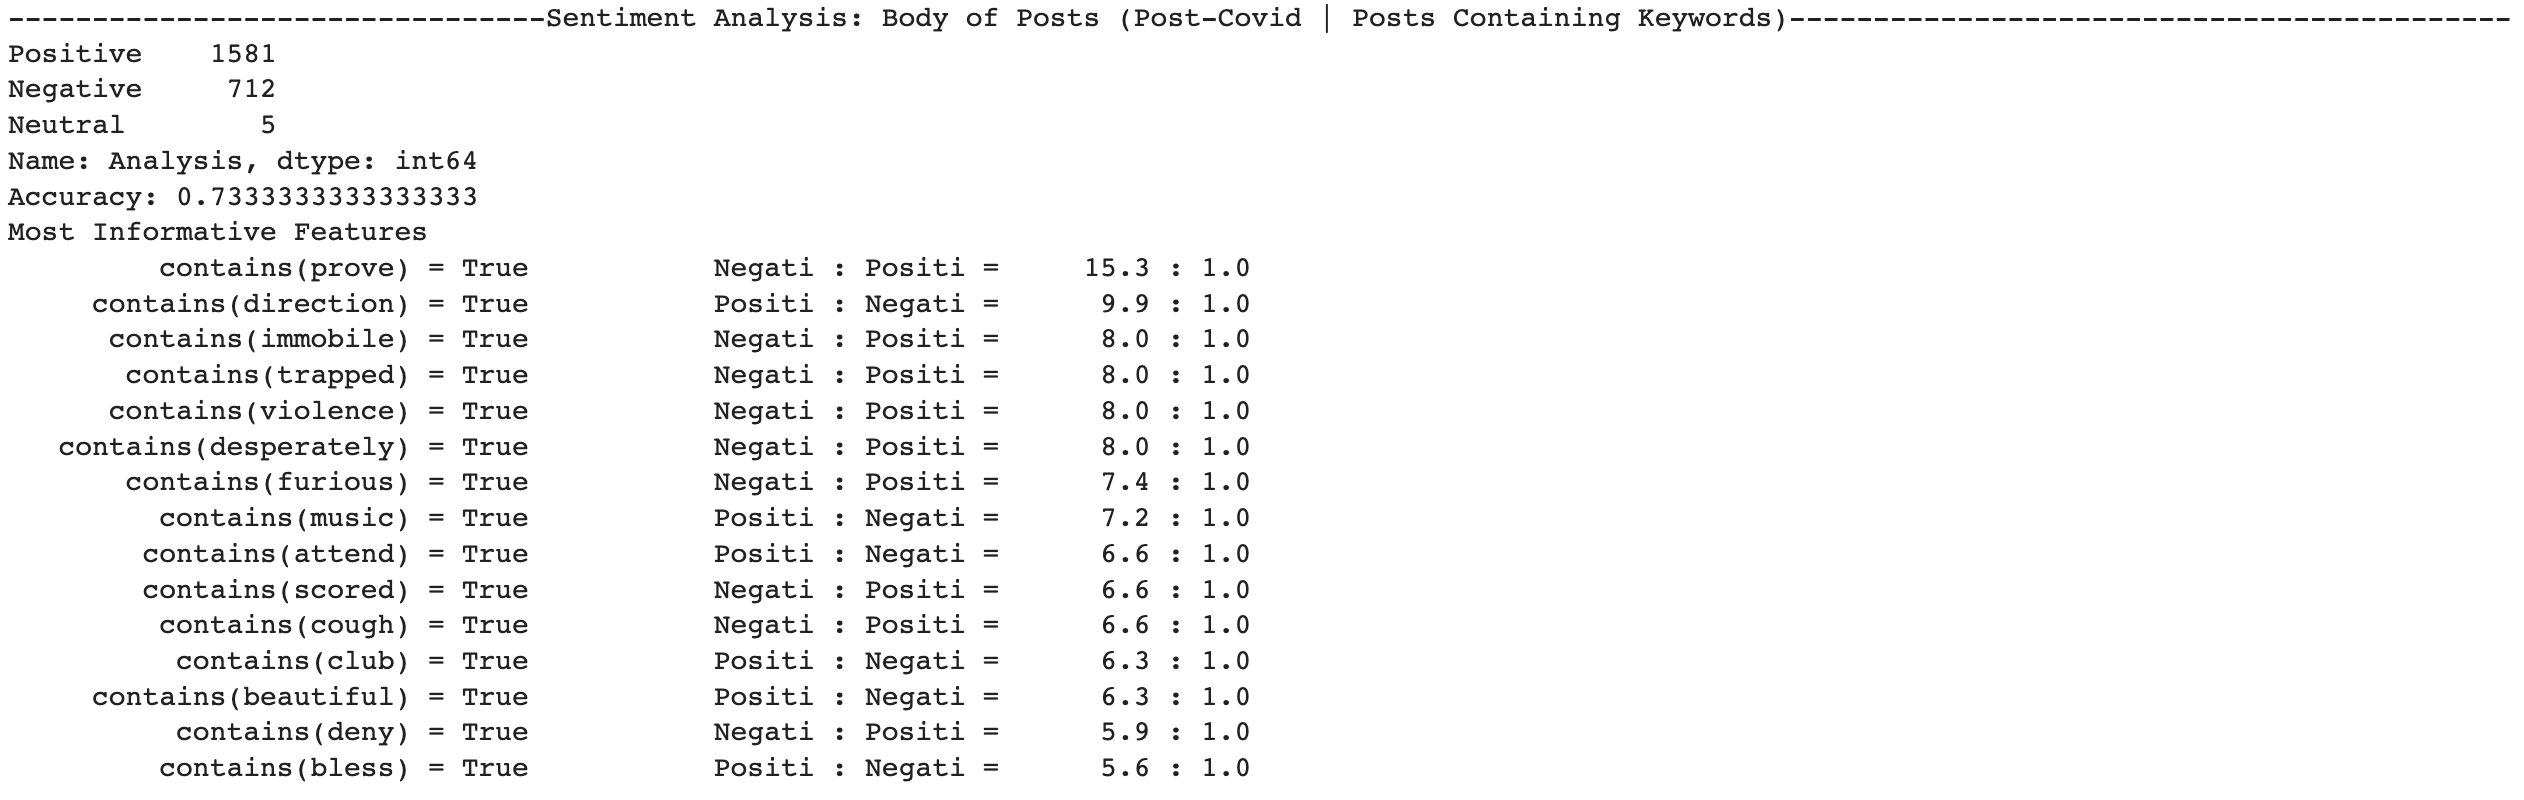 --------------------------------Sentiment Analysis: Body of Posts (Post-Covid | Posts Containing Keywords)-------------------------------------------
Positive    1581
Negative     712
Neutral        5
Name: Analysis, dtype: int64
Accuracy: 0.7333333333333333
Most Informative Features
         contains(prove) = True           Negati : Positi =     15.3 : 1.0
     contains(direction) = True           Positi : Negati =      9.9 : 1.0
      contains(immobile) = True           Negati : Positi =      8.0 : 1.0
       contains(trapped) = True           Negati : Positi =      8.0 : 1.0
      contains(violence) = True           Negati : Positi =      8.0 : 1.0
   contains(desperately) = True           Negati : Positi =      8.0 : 1.0
       contains(furious) = True           Negati : Positi =      7.4 : 1.0
         contains(music) = True           Positi : Negati =      7.2 : 1.0
        contains(attend) = True           Positi : Negati =      6.6 : 1.0
        contains(scored) = True           Negati : Positi =      6.6 : 1.0
         contains(cough) = True           Negati : Positi =      6.6 : 1.0
          contains(club) = True           Positi : Negati =      6.3 : 1.0
     contains(beautiful) = True           Positi : Negati =      6.3 : 1.0
          contains(deny) = True           Negati : Positi =      5.9 : 1.0
         contains(bless) = True           Positi : Negati =      5.6 : 1.0